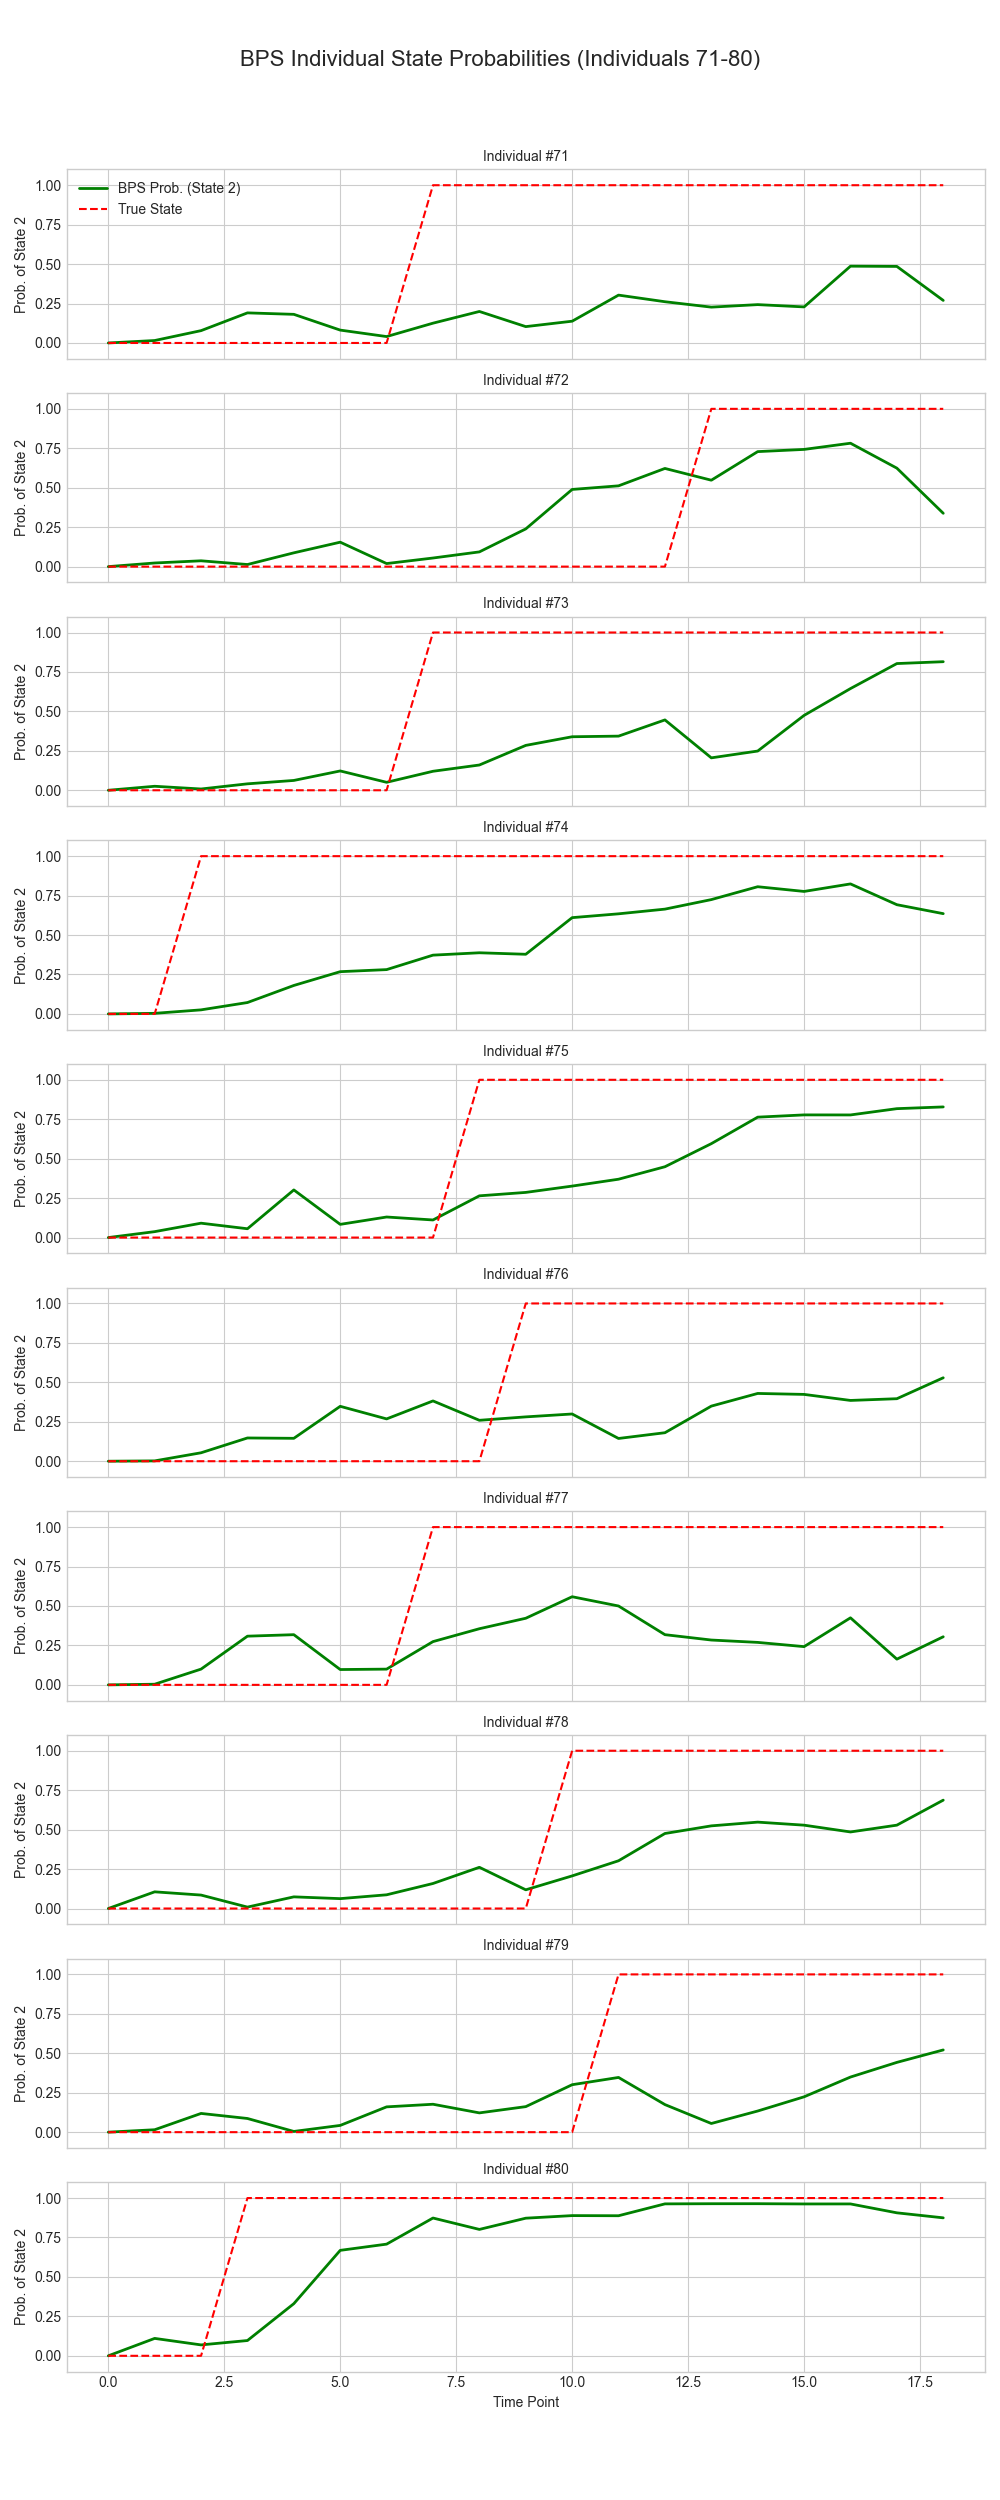 BPS Individual State Probabilities (Individuals 71-80)
Individual #71
BPS Prob. (State 2)
True State
Prob. of State 2
1.00
0.75
0.50
0.25
0.00
Individual #72
Prob. of State 2
1.00
0.75
0.50
0.25
0.00
Individual #73
Prob. of State 2
1.00
0.75
0.50
0.25
0.00
Individual #74
Prob. of State 2
1.00
0.75
0.50
0.25
0.00
Individual #75
Prob. of State 2
1.00
0.75
0.50
0.25
0.00
Individual #76
Prob. of State 2
1.00
0.75
0.50
0.25
0.00
Individual #77
Prob. of State 2
1.00
0.75
0.50
0.25
0.00
Individual #78
Prob. of State 2
1.00
0.75
0.50
0.25
0.00
Individual #79
Prob. of State 2
1.00
0.75
0.50
0.25
0.00
Individual #80
Prob. of State 2
1.00
0.75
0.50
0.25
0.00
0.0 2.5 5.0 7.5 10.0 12.5 15.0 17.5
Time Point